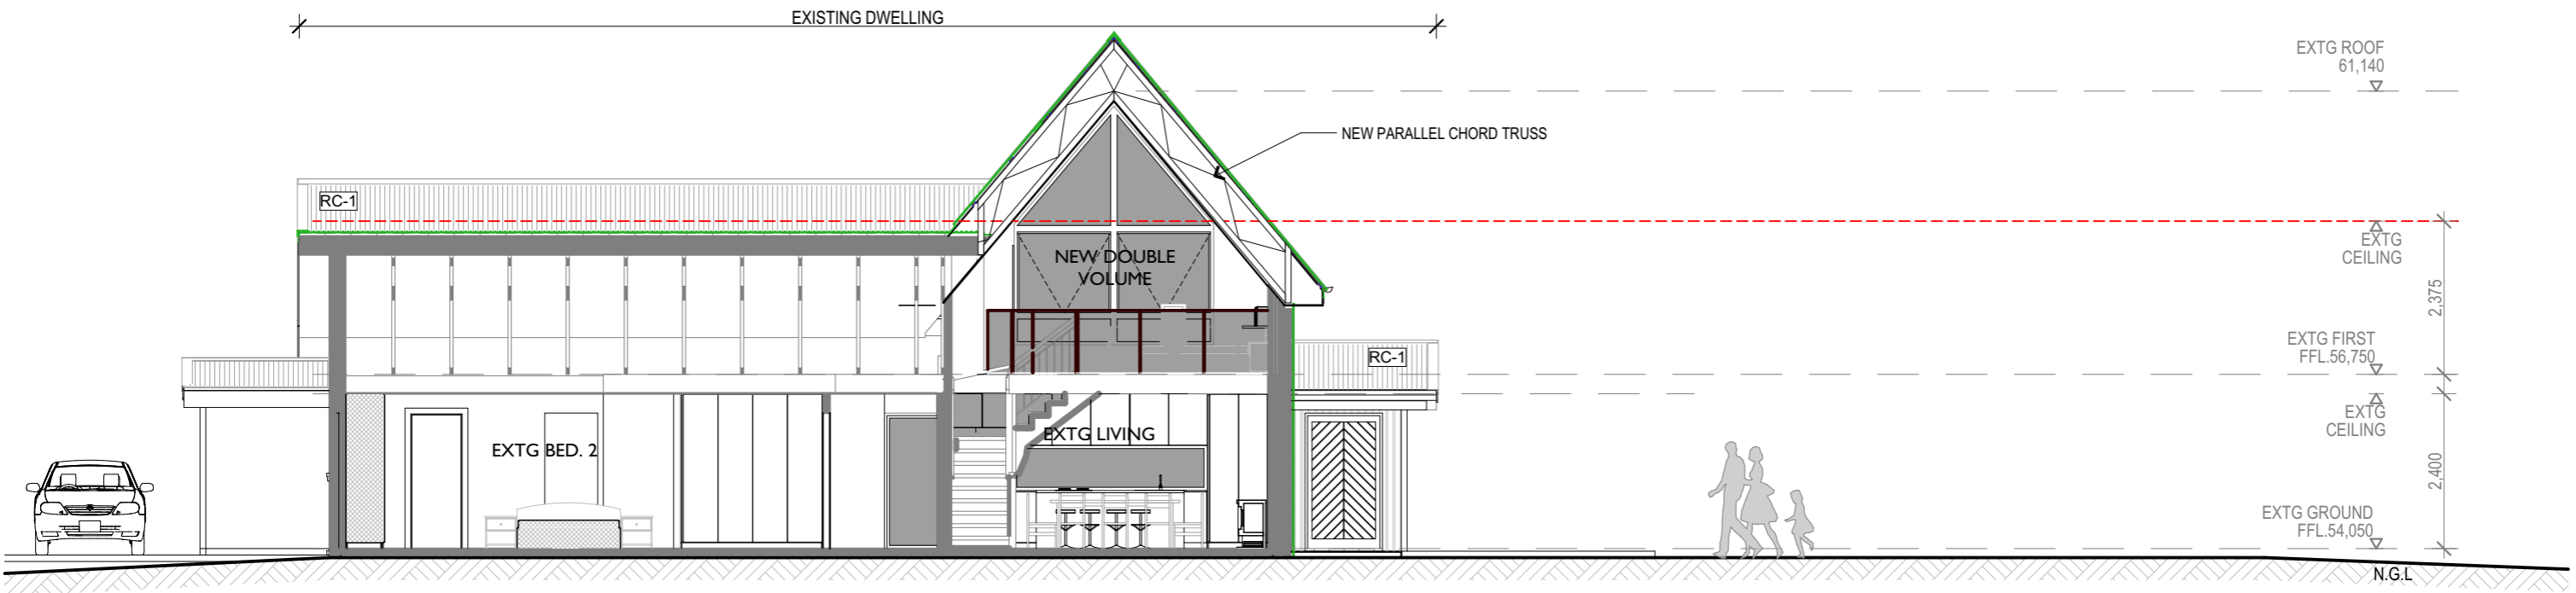 EXISTING DWELLING
EXTG ROOF
61,140
NEW PARALLEL CHORD TRUSS
RC-1
EXTG
CEILING
NEW DOUBLE
VOLUME
2,375
EXTG FIRST
FFL.56,750
RC-1
EXTG
CEILING
EXTG BED. 2
EXTG LIVING
2,400
EXTG GROUND
FFL.54,050
N.G.L